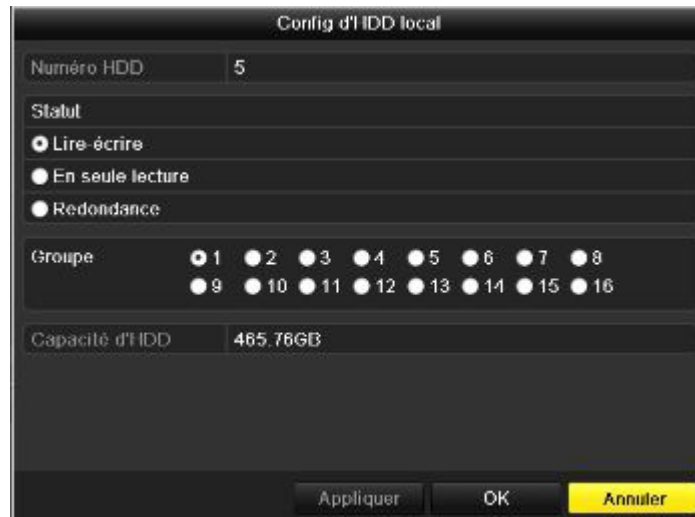 Config d'HDD local
Numéro HDD 5
Statut
Lire-écrire
En seule lecture
Redondance
Groupe 1 2 3 4 5 6 7 8
9 10 11 12 13 14 15 16
Capacité d'HDD 465.76GB
Appliquer OK Annuler